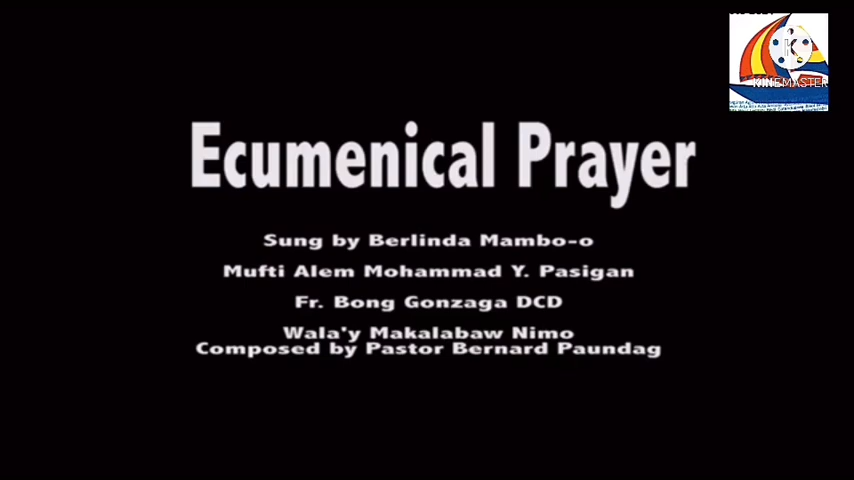 KINEMASTER
Ecumenical Prayer
Sung by Berlinda Mambo-o
Mufti Alem Mohammad Y. Pasigan
Fr. Bong Gonzaga DCD
Wala'y Makalabaw Nimo
Composed by Pastor Bernard Paundag